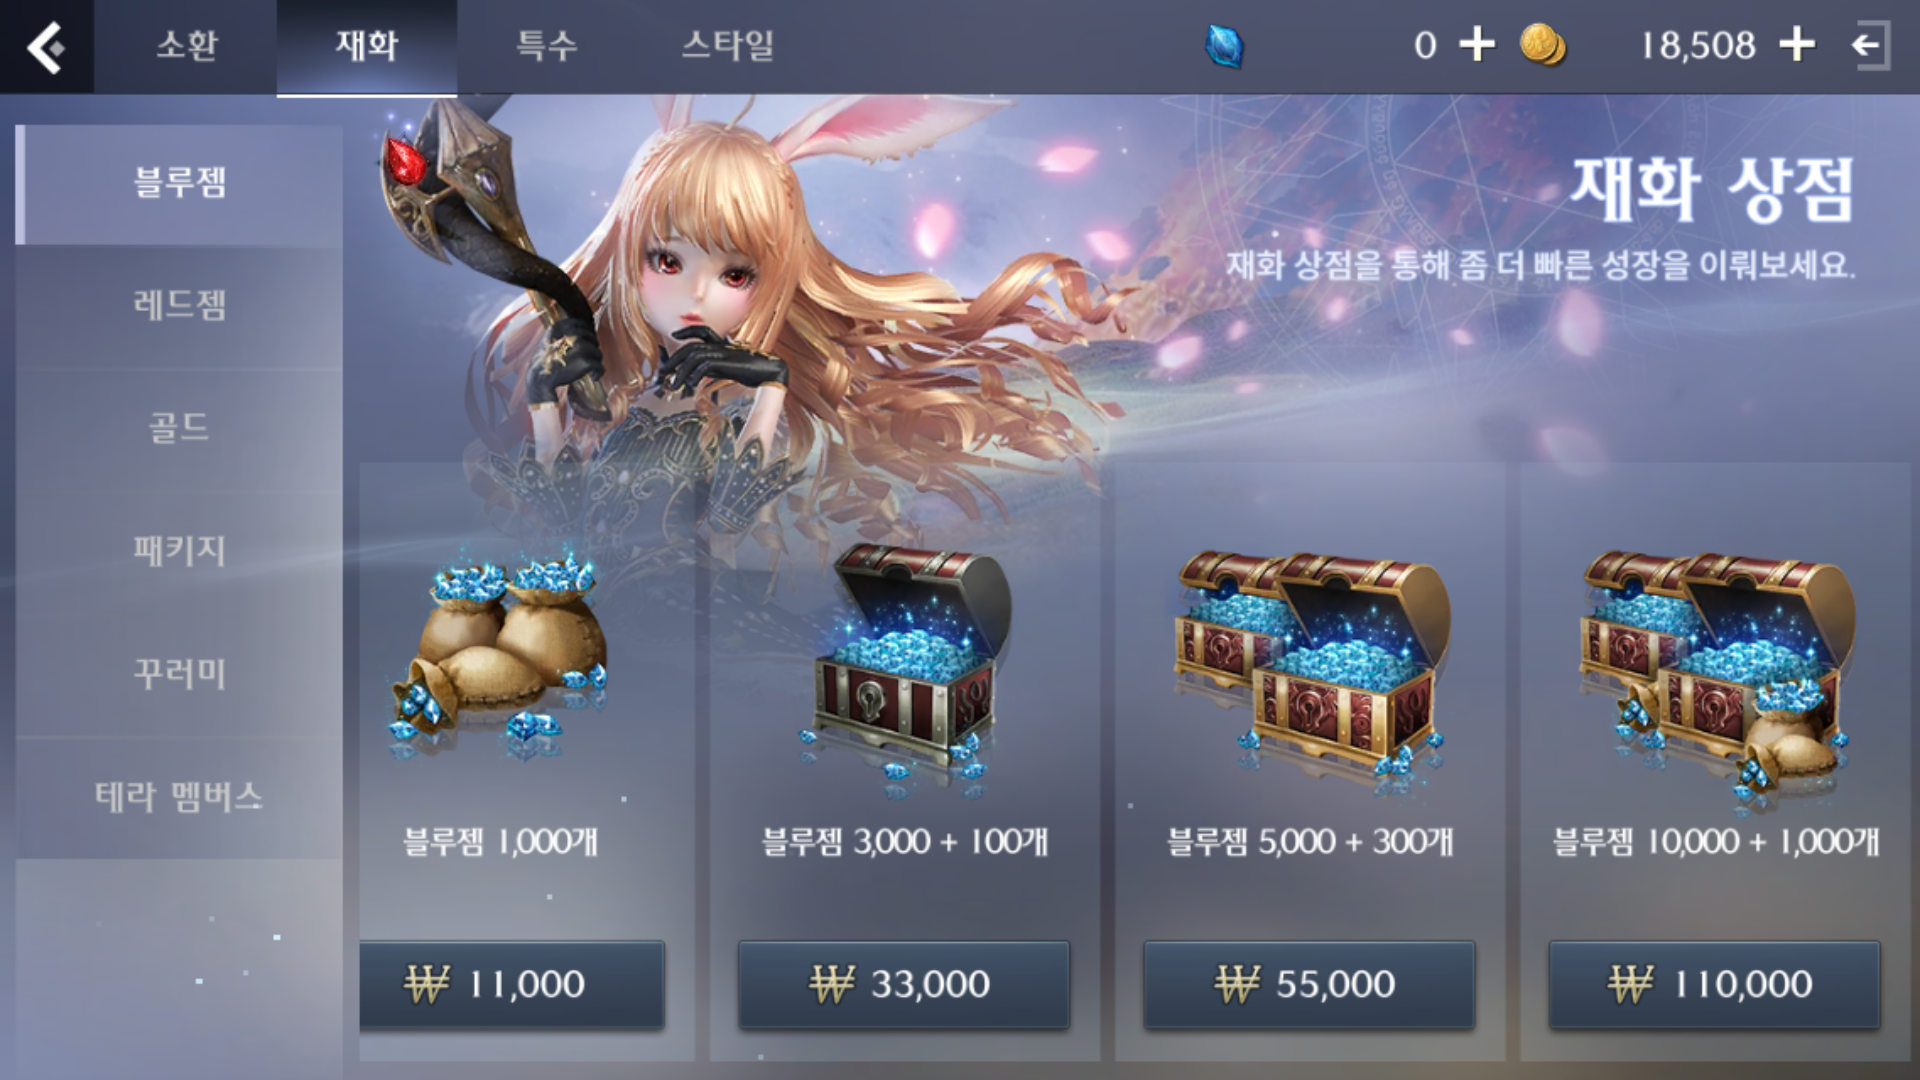 소환 재화 특수 스타일 0 18,508
블루젬
레드젬
골드
패키지
꾸러미
테라 멤버스
재화 상점
재화 상점을 통해 좀 더 빠른 성장을 이뤄보세요.
블루젬 1,000개
블루젬 3,000 + 100개
블루젬 5,000 + 300개
블루젬 10,000 + 1,000개
₩ 11,000
₩ 33,000
₩ 55,000
₩ 110,000